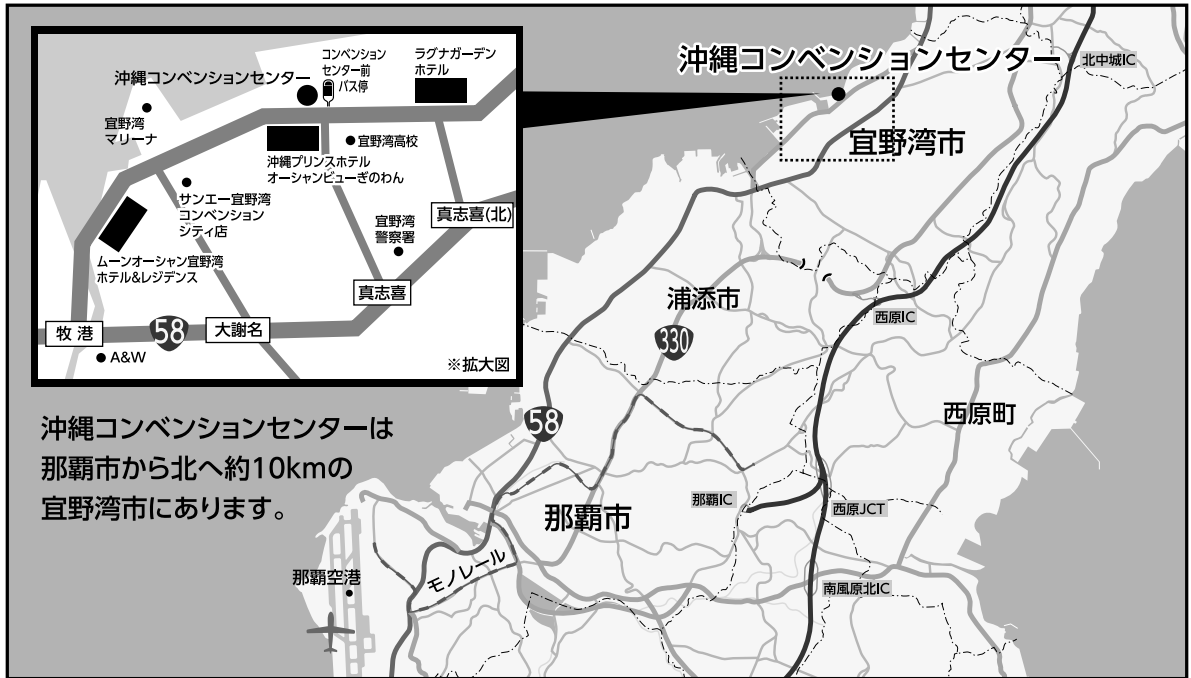 沖縄コンベンションセンター
コンベンション
センター前
バス停
ラグナガーデン
ホテル
宜野湾
マリーナ
宜野湾高校
沖縄プリンスホテル
オーシャンビューぎのわん
サンエー宜野湾
コンベンション
シティ店
宜野湾
警察署
真志喜(北)
ムーンオーシャン宜野湾
ホテル&レジデンス
真志喜
牧港
58
大謝名
A&W
※拡大図
沖縄コンベンションセンターは
那覇市から北へ約10kmの
宜野湾市にあります。
沖縄コンベンションセンター
北中城IC
宜野湾市
浦添市
西原IC
330
58
西原町
那覇IC
西原JCT
那覇市
モノレール
那覇空港
南風原北IC